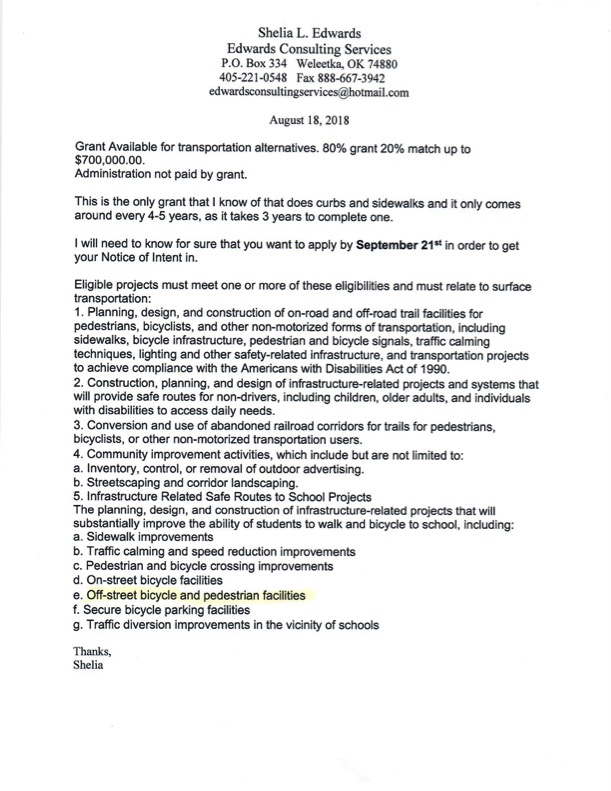 Shelia L. Edwards
Edwards Consulting Services
P.O. Box 334 Weleetka, OK 74880
405-221-0548 Fax 888-667-3942
edwardsconsultingservices@hotmail.com
August 18, 2018
Grant Available for transportation alternatives. 80% grant 20% match up to
$700,000.00.
Administration not paid by grant.
This is the only grant that I know of that does curbs and sidewalks and it only comes
around every 4-5 years, as it takes 3 years to complete one.
I will need to know for sure that you want to apply by September 21st in order to get
your Notice of Intent in.
Eligible projects must meet one or more of these eligibilities and must relate to surface
transportation:
1. Planning, design, and construction of on-road and off-road trail facilities for
pedestrians, bicyclists, and other non-motorized forms of transportation, including
sidewalks, bicycle infrastructure, pedestrian and bicycle signals, traffic calming
techniques, lighting and other safety-related infrastructure, and transportation projects
to achieve compliance with the Americans with Disabilities Act of 1990.
2. Construction, planning, and design of infrastructure-related projects and systems that
will provide safe routes for non-drivers, including children, older adults, and individuals
with disabilities to access daily needs.
3. Conversion and use of abandoned railroad corridors for trails for pedestrians,
bicyclists, or other non-motorized transportation users.
4. Community improvement activities, which include but are not limited to:
a. Inventory, control, or removal of outdoor advertising.
b. Streetscaping and corridor landscaping.
5. Infrastructure Related Safe Routes to School Projects
The planning, design, and construction of infrastructure-related projects that will
substantially improve the ability of students to walk and bicycle to school, including:
a. Sidewalk improvements
b. Traffic calming and speed reduction improvements
c. Pedestrian and bicycle crossing improvements
d. On-street bicycle facilities
e. Off-street bicycle and pedestrian facilities
f. Secure bicycle parking facilities
g. Traffic diversion improvements in the vicinity of schools
Thanks,
Shelia